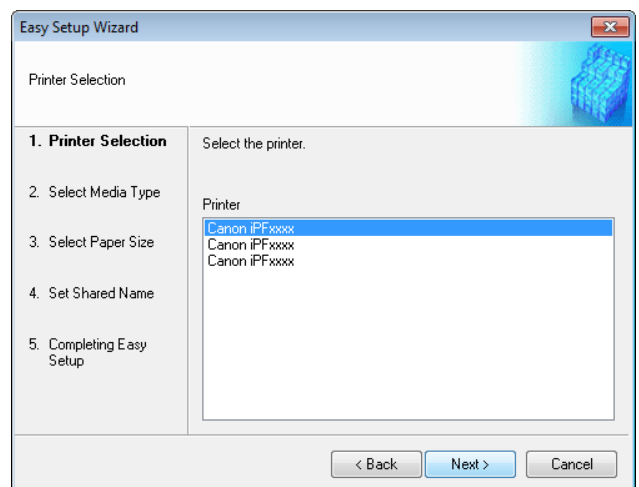 Easy Setup Wizard
Printer Selection
1. Printer Selection
2. Select Media Type
3. Select Paper Size
4. Set Shared Name
5. Completing Easy
Setup
Select the printer.
Printer
Canon iPFxxxx
Canon iPFxxxx
Canon iPFxxxx
< Back
Next >
Cancel